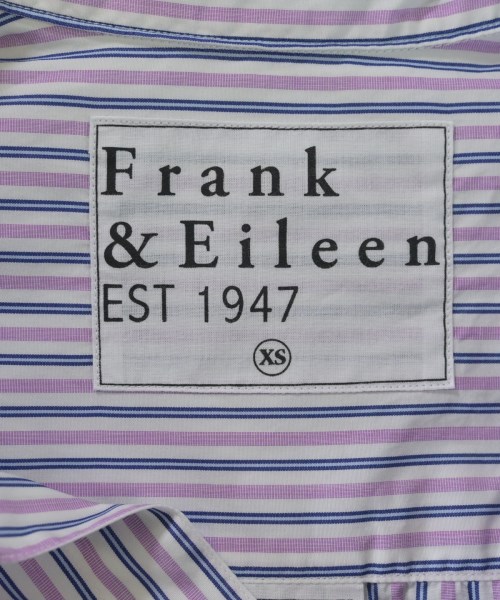 Frank
& Eileen
EST 1947
XS